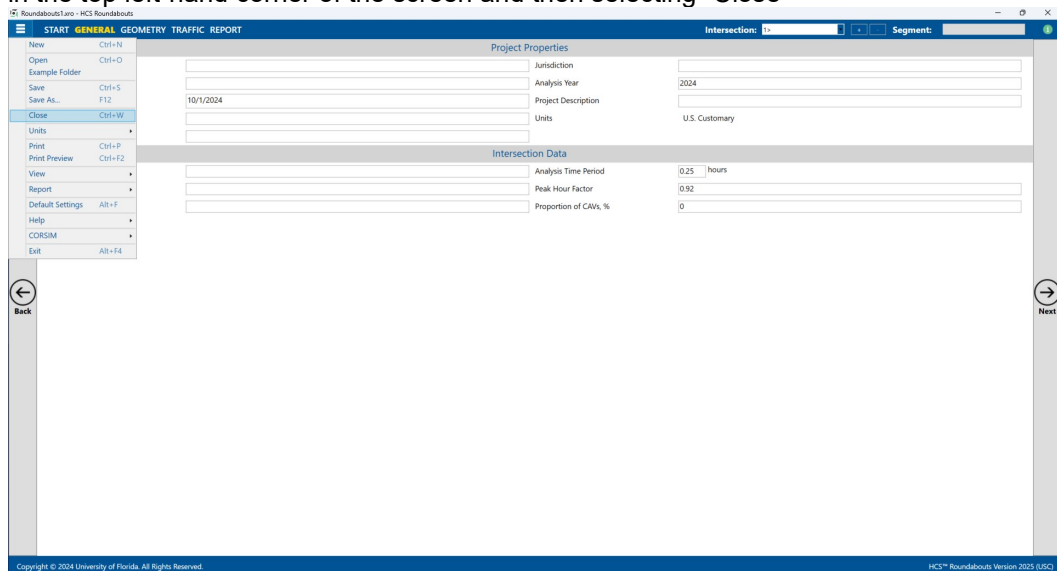 in the top left-hand corner of the screen and then selecting "Close"
Roundabouts1.xro - HCS Roundabouts
START GENERAL GEOMETRY TRAFFIC REPORT Intersection: 1> + - Segment: 1
New Ctrl+N
Open Ctrl+O
Example Folder
Save Ctrl+S
Save As... F12
Close Ctrl+W
Units
Print Ctrl+P
Print Preview Ctrl+F2
View
Report
Default Settings Alt+F
Help
CORSIM
Exit Alt+F4
Project Properties
Jurisdiction
Analysis Year 2024
10/1/2024 Project Description
Units U.S. Customary
Intersection Data
Analysis Time Period 0.25 hours
Peak Hour Factor 0.92
Proportion of CAVs, % 0
Back
Next
Copyright © 2024 University of Florida. All Rights Reserved. HCS™ Roundabouts Version 2025 (USC)